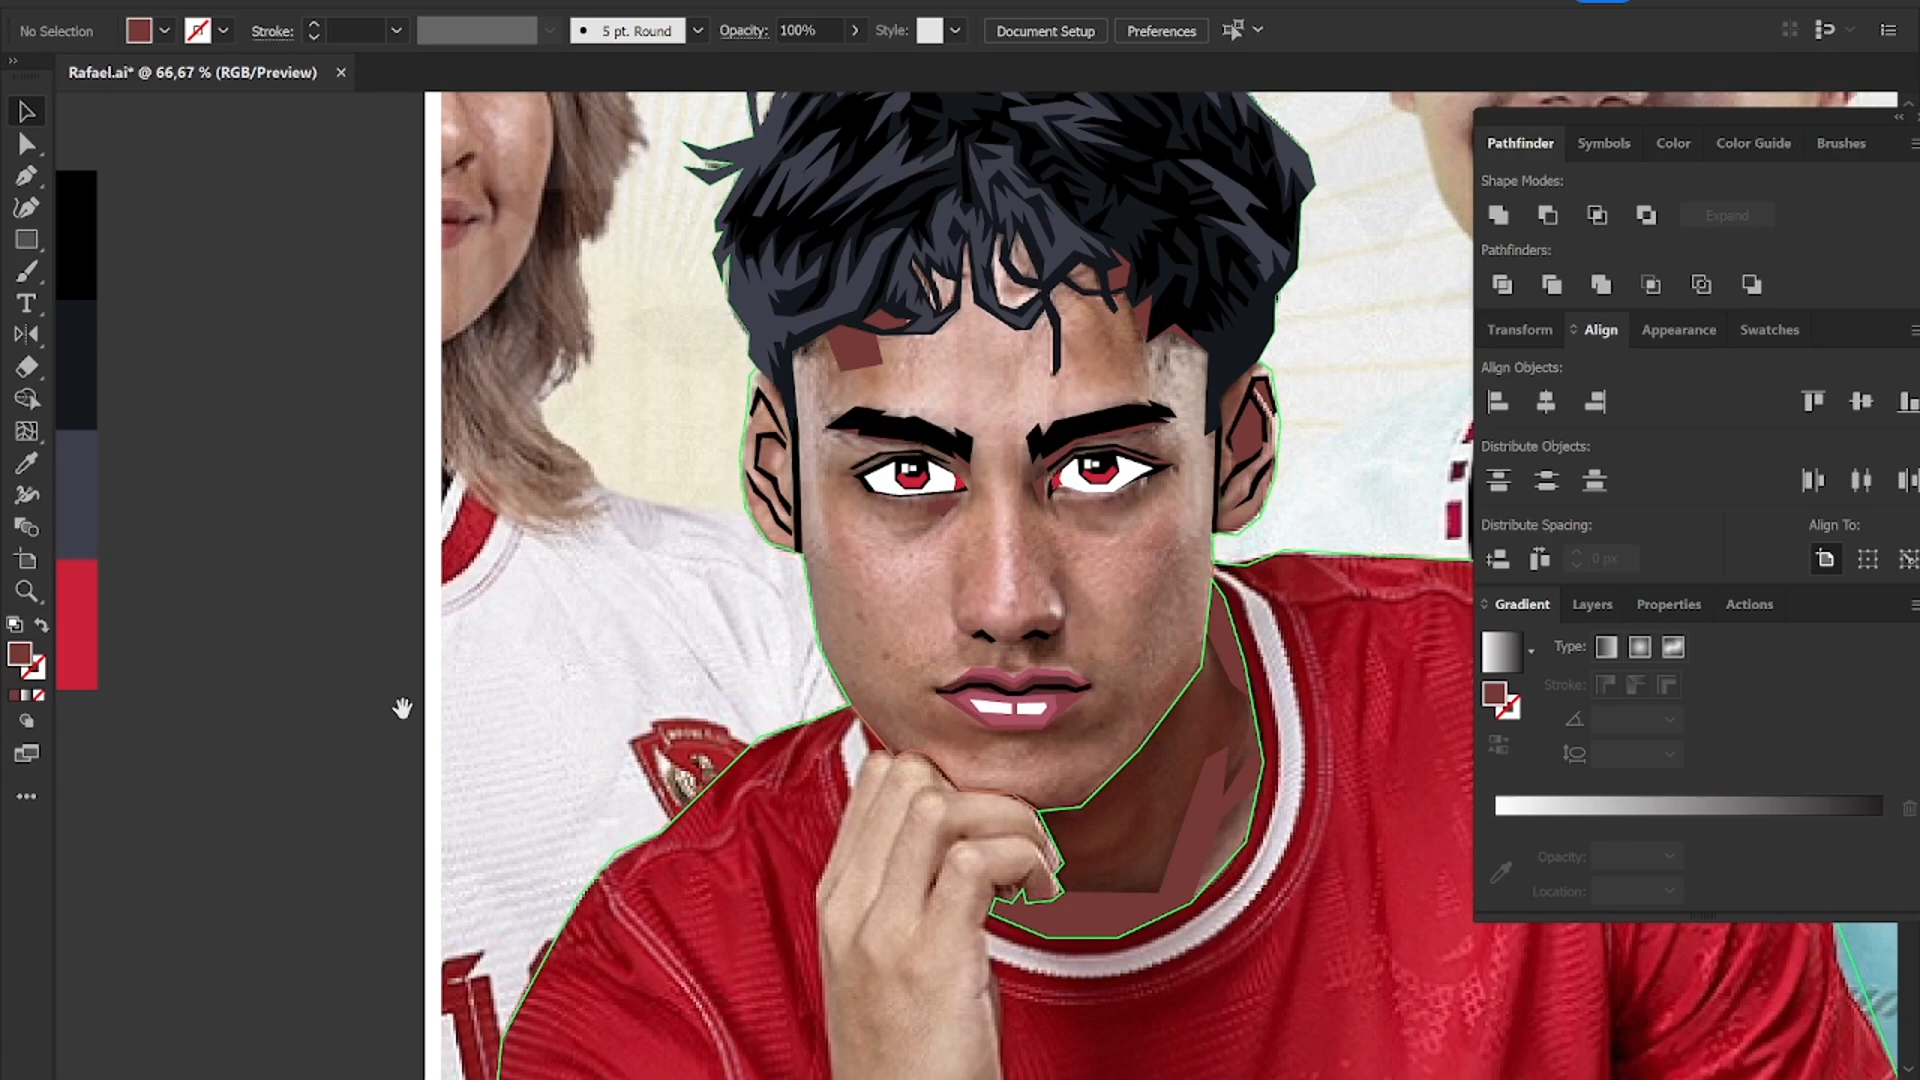 No Selection
Stroke:
5 pt. Round
Opacity: 100%
Style:
Document Setup
Preferences
Rafael.ai* @ 66,67 % (RGB/Preview)
Pathfinder Symbols Color Color Guide Brushes
Shape Modes:
Expand
Pathfinders:
Transform Align Appearance Swatches
Align Objects:
Distribute Objects:
Distribute Spacing:
Align To:
0 px
Gradient Layers Properties Actions
Type:
Stroke:
Opacity:
Location: